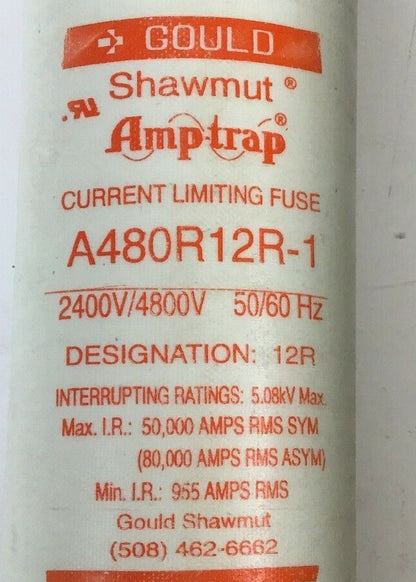 GOULD
Shawmut ®
Amp-trap ®
CURRENT LIMITING FUSE
A480R12R-1
2400V/4800V 50/60 Hz
DESIGNATION: 12R
INTERRUPTING RATINGS: 5.08kV Max.
Max. I.R.: 50,000 AMPS RMS SYM
(80,000 AMPS RMS ASYM)
Min. I.R.: 955 AMPS RMS
Gould Shawmut
(508) 462-6662